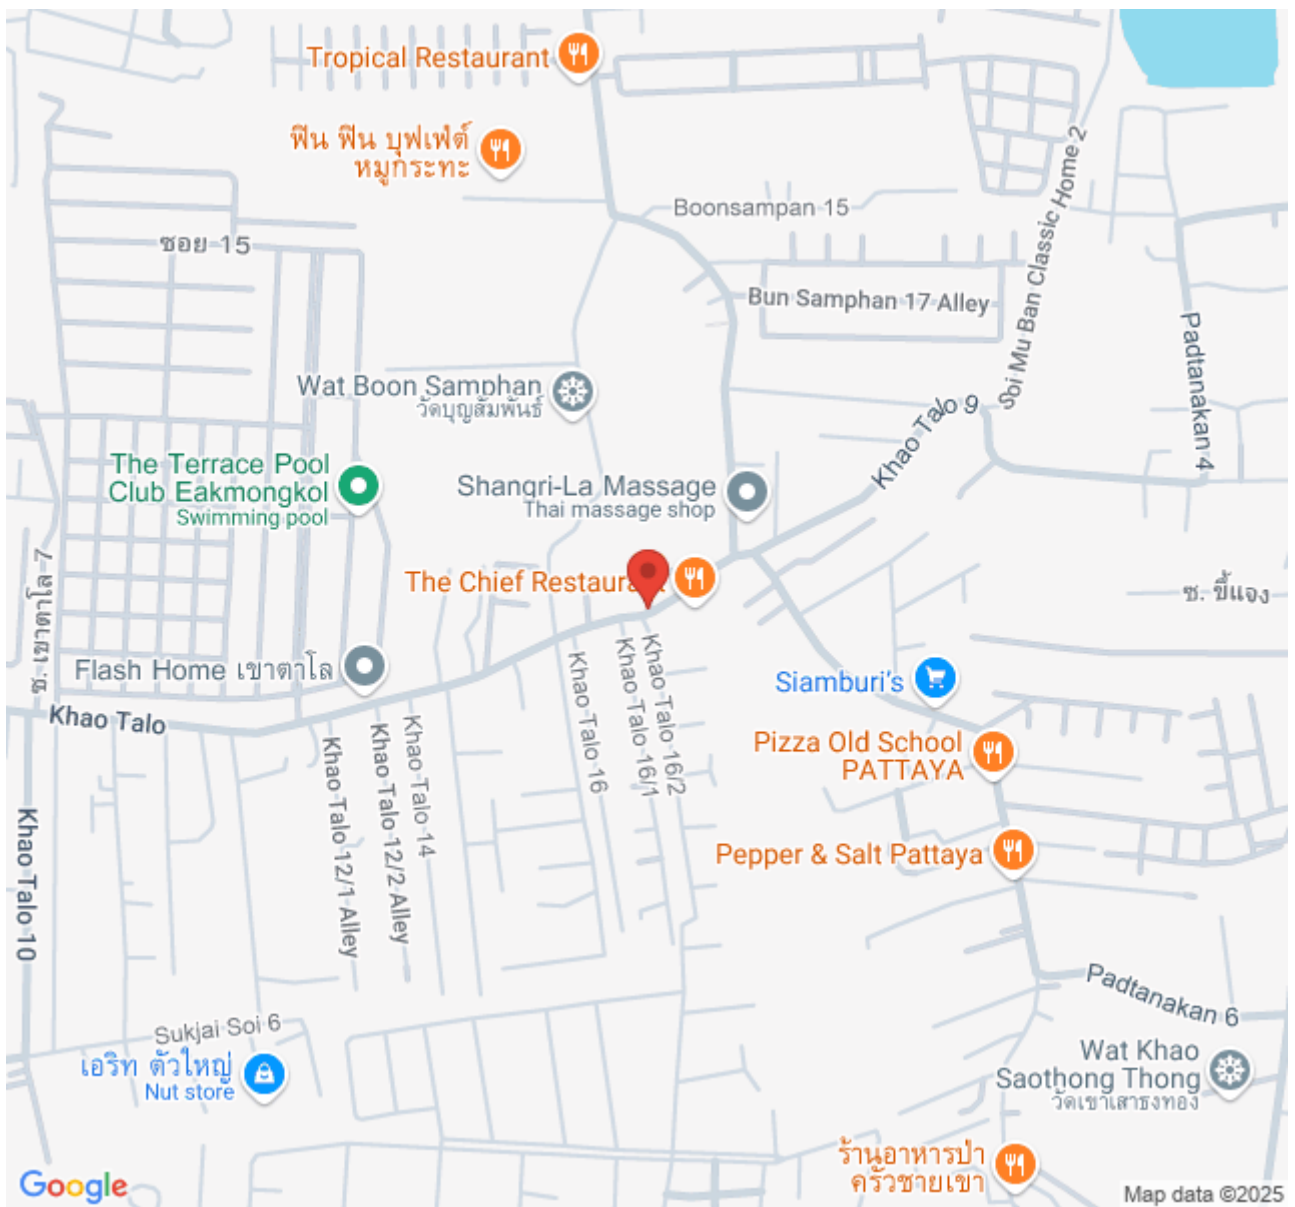 Tropical Restaurant
ฟิน ฟิน บุฟเฟ่ต์
หมูกระทะ
Boonsampan 15
Soi Mu Ban Classic Home 2
ซอย 15
Bun Samphan 17 Alley
Padtanakan 4
Wat Boon Samphan
วัดบุญสัมพันธ์
Khao Talo 9
The Terrace Pool
Club Eakmongkol
Swimming pool
Shangri-La Massage
Thai massage shop
ซ.เขาตาโล 7
The Chief Restaurant
ซ. ขี้แจง
Flash Home เขาตาโล
Khao Talo
Khao Talo 16
Khao Talo 16/1
Khao Talo 16/2
Siamburi's
Pizza Old School
PATTAYA
Khao Talo 10
Khao Talo 12/1 Alley
Khao Talo 12/2 Alley
Khao Talo 14
Pepper & Salt Pattaya
Padtanakan 6
Sukjai Soi 6
เอริท ตัวใหญ่
Nut store
Wat Khao
Saothong Thong
วัดเขาเสาธงทอง
ร้านอาหารป่า
ครัวชายเขา
Google
Map data ©2025